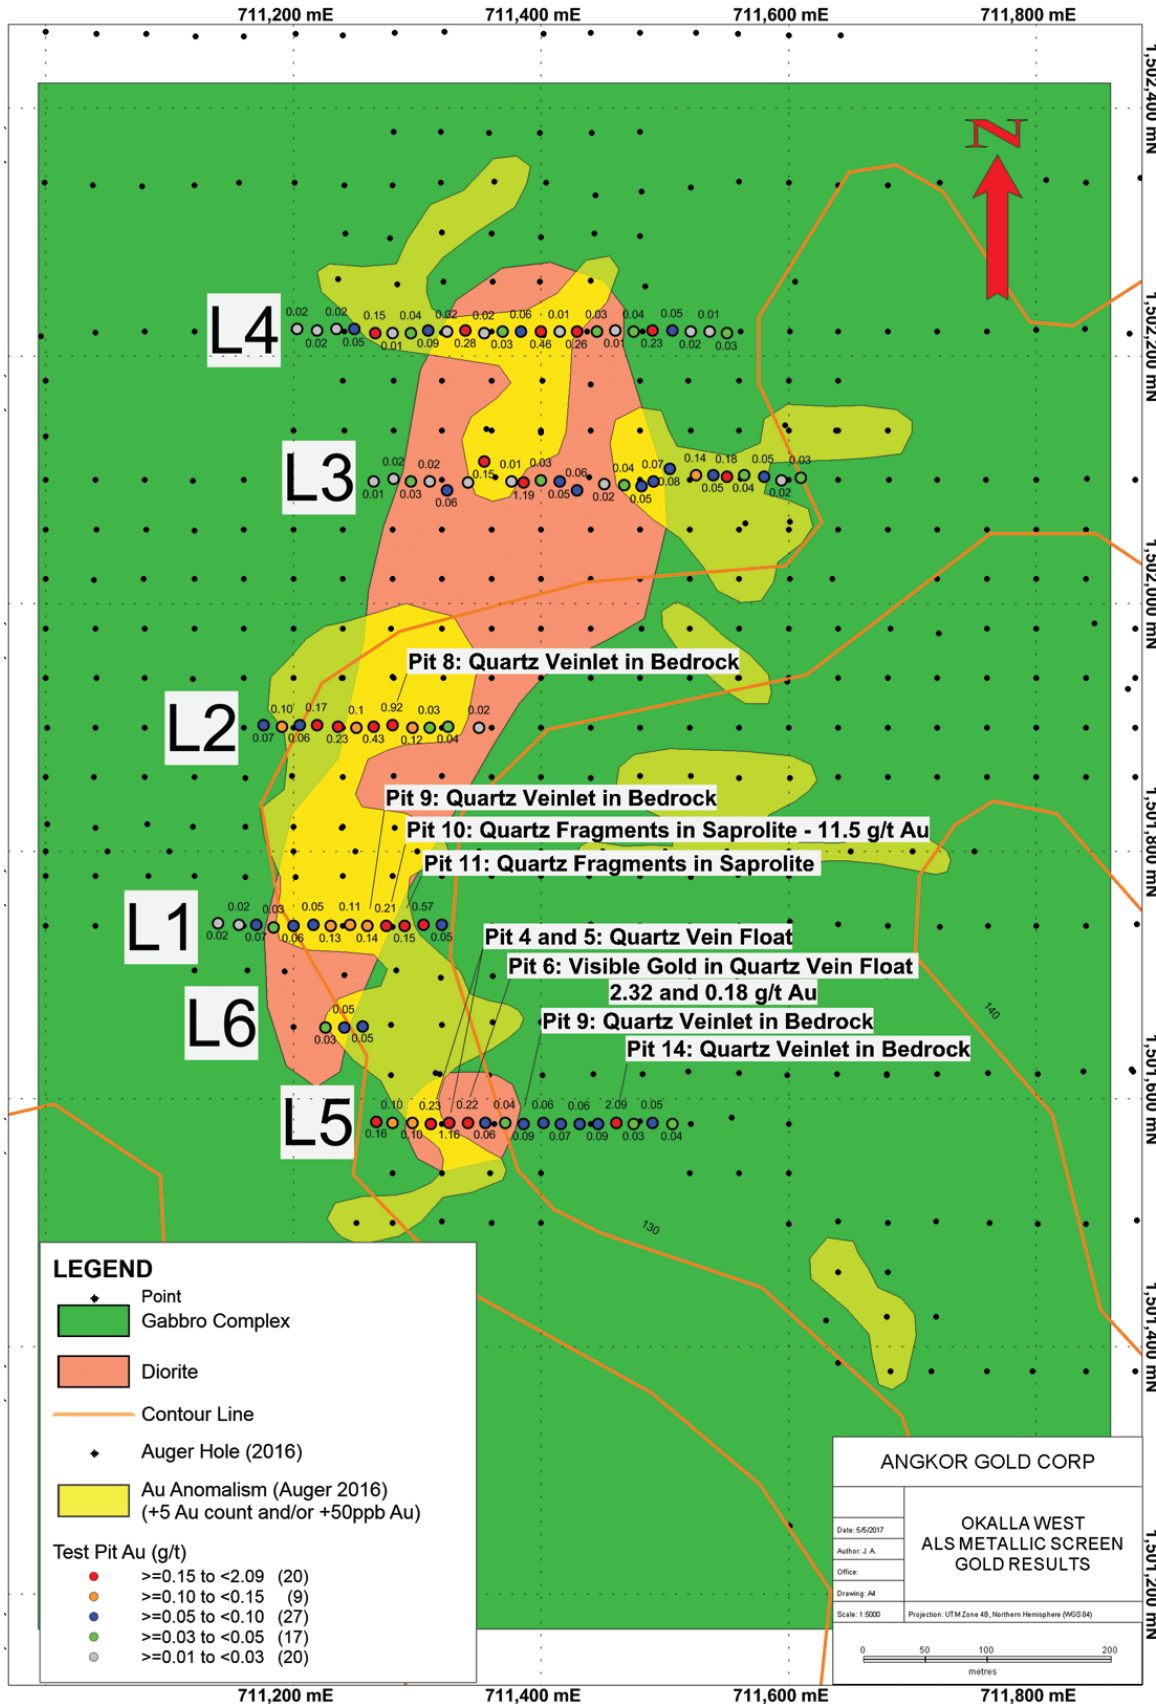 711,200 mE 711,400 mE 711,600 mE 711,800 mE
1,502,400 mN
N
L4
0.02 0.02 0.15 0.04 0.02 0.02 0.06 0.01 0.03 0.04 0.05 0.01
0.02 0.05 0.01 0.09 0.28 0.03 0.46 0.26 0.01 0.23 0.02 0.03
1,502,200 mN
L3
0.02 0.02 0.15 0.01 0.03 0.06 0.04 0.07 0.14 0.18 0.05 0.03
0.01 0.03 0.06 1.19 0.05 0.02 0.05 0.08 0.05 0.04 0.02
1,502,000 mN
Pit 8: Quartz Veinlet in Bedrock
L2
0.10 0.17 0.1 0.92 0.03 0.02
0.07 0.06 0.23 0.43 0.12 0.04
Pit 9: Quartz Veinlet in Bedrock
Pit 10: Quartz Fragments in Saprolite - 11.5 g/t Au
1,501,800 mN
Pit 11: Quartz Fragments in Saprolite
L1
0.02 0.03 0.05 0.11 0.21 0.57
0.02 0.07 0.06 0.13 0.14 0.15 0.05
Pit 4 and 5: Quartz Vein Float
Pit 6: Visible Gold in Quartz Vein Float
2.32 and 0.18 g/t Au
L6
0.05
0.03 0.05
Pit 9: Quartz Veinlet in Bedrock
Pit 14: Quartz Veinlet in Bedrock
140
1,501,600 mN
L5
0.10 0.23 0.22 0.04 0.06 0.06 2.09 0.05
0.16 0.10 1.16 0.06 0.09 0.07 0.09 0.03 0.04
130
1,501,400 mN
LEGEND
Point
Gabbro Complex
Diorite
Contour Line
Auger Hole (2016)
Au Anomalism (Auger 2016)
(+5 Au count and/or +50ppb Au)
Test Pit Au (g/t)
>=0.15 to <2.09 (20)
>=0.10 to <0.15 (9)
>=0.05 to <0.10 (27)
>=0.03 to <0.05 (17)
>=0.01 to <0.03 (20)
ANGKOR GOLD CORP
Date: 5/5/2017
Author: J. A.
Office:
Drawing: A4
Scale: 1:5000
OKALLA WEST
ALS METALLIC SCREEN
GOLD RESULTS
Projection: UTM Zone 48, Northern Hemisphere (WGS84)
0 50 100 200
metres
1,501,200 mN
711,200 mE 711,400 mE 711,600 mE 711,800 mE